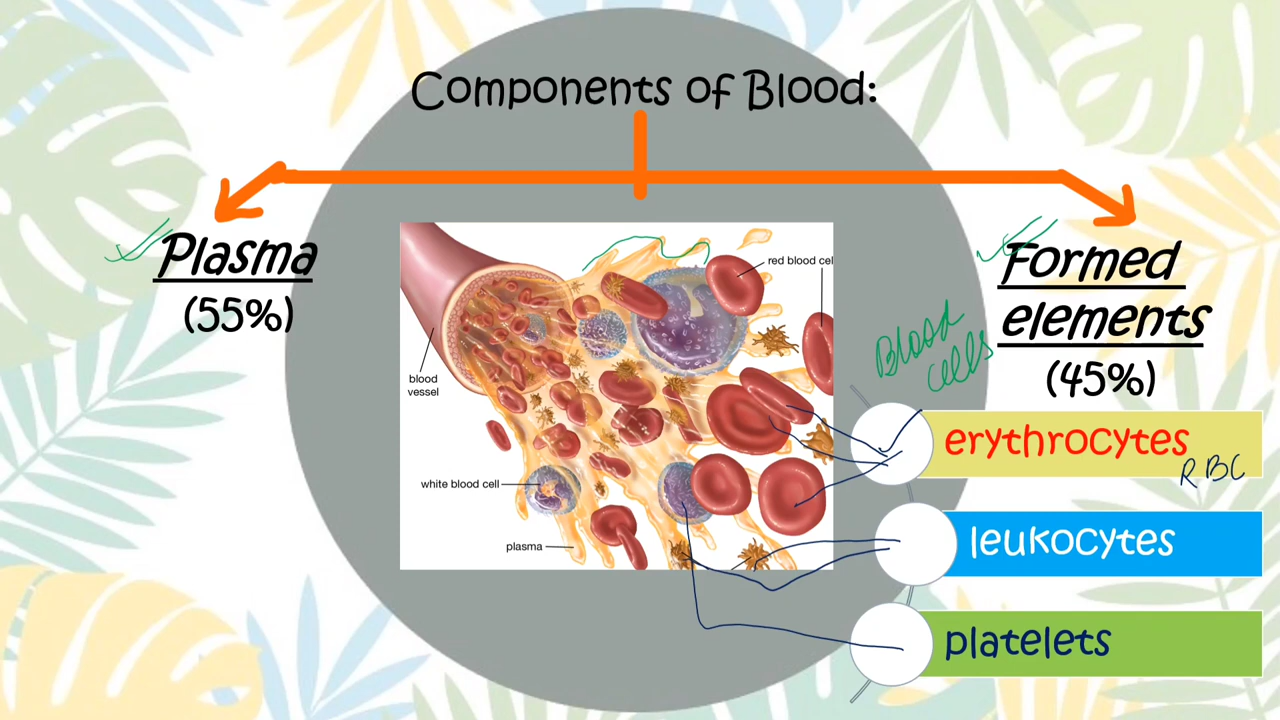 Components of Blood:
Plasma
(55%)
Formed
elements
(45%)
Blood
cells
red blood cel
blood
vessel
white blood cell
plasma
erythrocytes
RBC
leukocytes
platelets